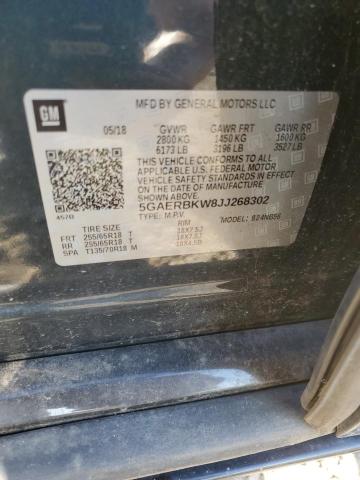 GM
MFD BY GENERAL MOTORS LLC
05/18 GVWR GAWR FRT GAWR RR
2800 KG 1450 KG 1600 KG
6173 LB 3196 LB 3527 LB
THIS VEHICLE CONFORMS TO ALL
APPLICABLE U.S. FEDERAL MOTOR
VEHICLE SAFETY STANDARDS IN EFFECT
ON THE DATE OF MANUFACTURE
SHOWN ABOVE.
5GAERBKW8JJ268302
TYPE: M.P.V. MODEL:
TIRE SIZE RIM
FRT 255/65R18 T 18X7.5J
RR 255/65R18 T 18X7.5J
SPA T135/70R18 M 18X4.5B